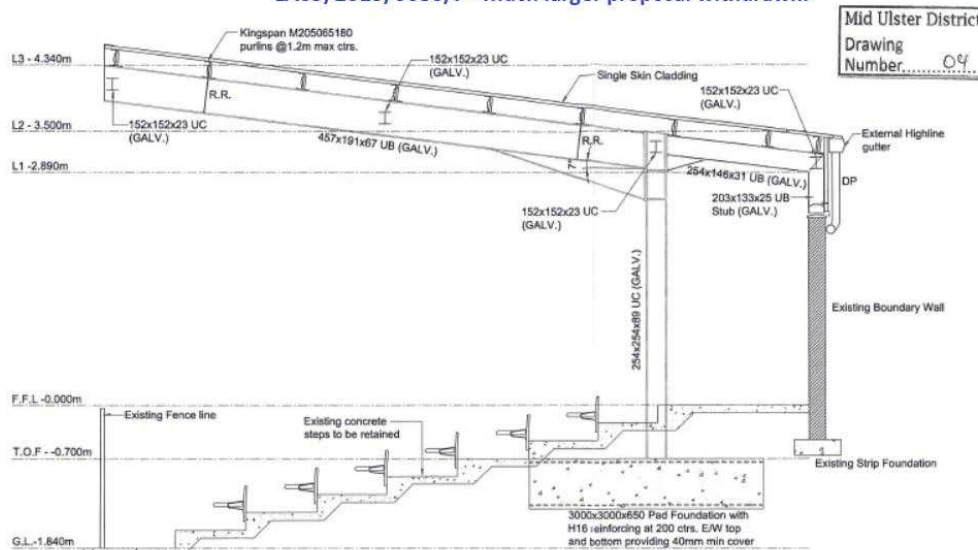 Mid Ulster District
Drawing
Number.......... 04
Kingspan M205065180
purlins @1.2m max ctrs.
152x152x23 UC
(GALV.)
Single Skin Cladding
L3 - 4.340m
R.R.
152x152x23 UC
(GALV.)
External Highline
gutter
152x152x23 UC
(GALV.)
L2 - 3.500m
457x191x67 UB (GALV.)
R.R.
L1 -2.890m
254x146x31 UB (GALV.)
DP
203x133x25 UB
Stub (GALV.)
152x152x23 UC
(GALV.)
254x254x89 UC (GALV.)
Existing Boundary Wall
F.F.L -0.000m
Existing Fence line
Existing concrete
steps to be retained
T.O.F - -0.700m
Existing Strip Foundation
3000x3000x650 Pad Foundation with
H16 reinforcing at 200 ctrs. E/W top
and bottom providing 40mm min cover
G.L.-1.840m